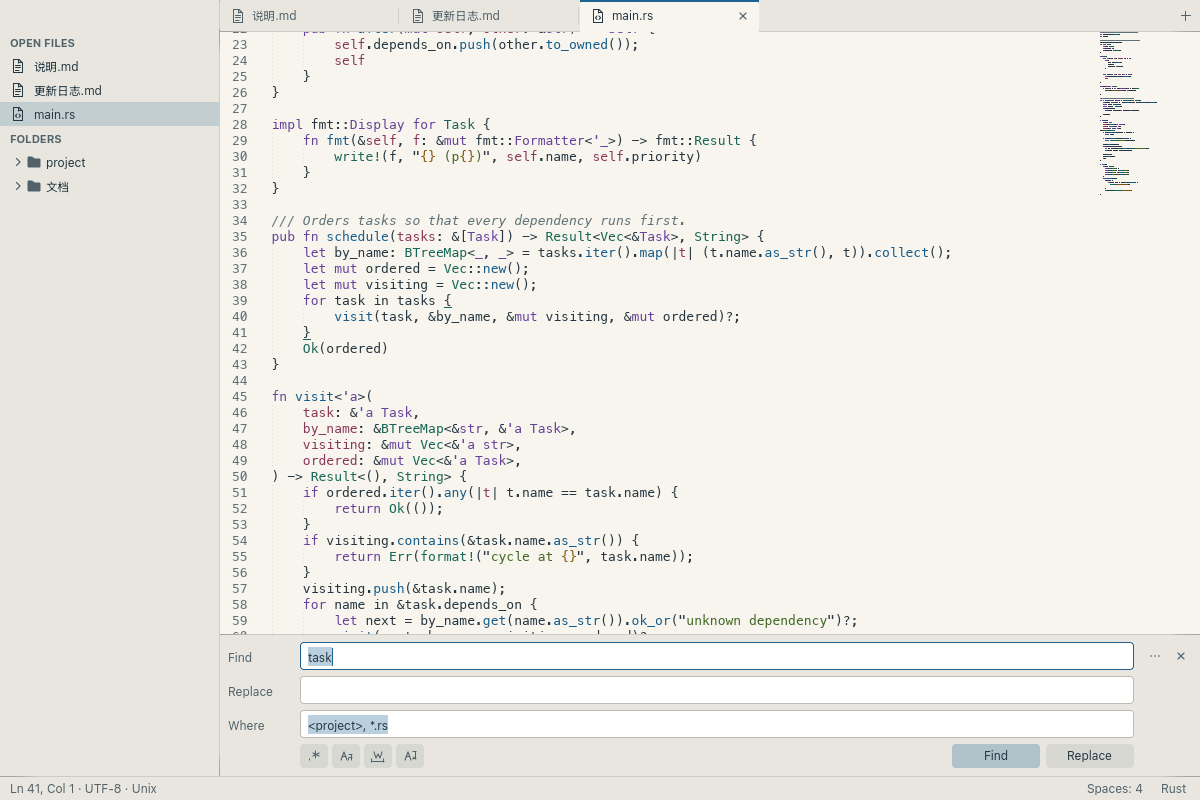 说明.md
更新日志.md
main.rs
OPEN FILES
说明.md
更新日志.md
main.rs
FOLDERS
project
文档
23         self.depends_on.push(other.to_owned());
24         self
25     }
26 }
27
28 impl fmt::Display for Task {
29     fn fmt(&self, f: &mut fmt::Formatter<'_>) -> fmt::Result {
30         write!(f, "{} (p{})", self.name, self.priority)
31     }
32 }
33
34 /// Orders tasks so that every dependency runs first.
35 pub fn schedule(tasks: &[Task]) -> Result<Vec<&Task>, String> {
36     let by_name: BTreeMap<_, _> = tasks.iter().map(|t| (t.name.as_str(), t)).collect();
37     let mut ordered = Vec::new();
38     let mut visiting = Vec::new();
39     for task in tasks {
40         visit(task, &by_name, &mut visiting, &mut ordered)?;
41     }
42     Ok(ordered)
43 }
44
45 fn visit<'a>(
46     task: &'a Task,
47     by_name: &BTreeMap<&str, &'a Task>,
48     visiting: &mut Vec<&'a str>,
49     ordered: &mut Vec<&'a Task>,
50 ) -> Result<(), String> {
51     if ordered.iter().any(|t| t.name == task.name) {
52         return Ok(());
53     }
54     if visiting.contains(&task.name.as_str()) {
55         return Err(format!("cycle at {}", task.name));
56     }
57     visiting.push(&task.name);
58     for name in &task.depends_on {
59         let next = by_name.get(name.as_str()).ok_or("unknown dependency")?;
Find
task
Replace
Where
<project>, *.rs
Find
Replace
Ln 41, Col 1 · UTF-8 · Unix
Spaces: 4
Rust